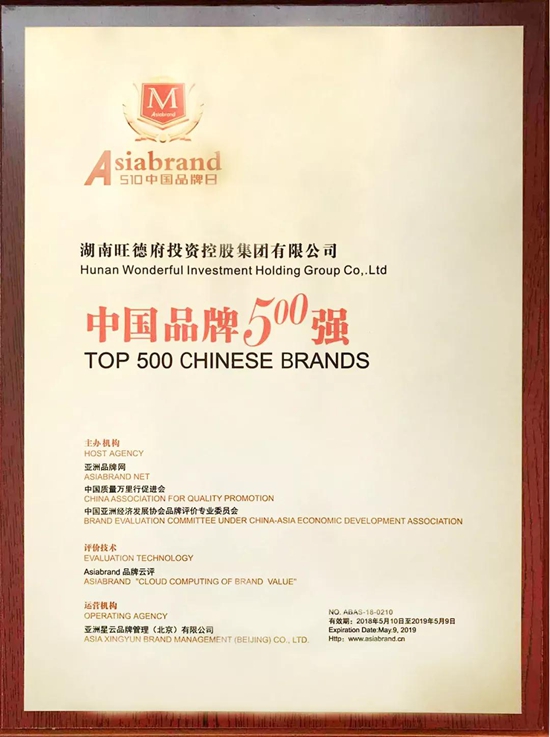 M
Asiabrand
Asiabrand
510中国品牌日
湖南旺德府投资控股集团有限公司
Hunan Wonderful Investment Holding Group Co,.Ltd
中国品牌500强
TOP 500 CHINESE BRANDS
主办机构
HOST AGENCY
亚洲品牌网
ASIABRAND NET
中国质量万里行促进会
CHINA ASSOCIATION FOR QUALITY PROMOTION
中国亚洲经济发展协会品牌评价专业委员会
BRAND EVALUATION COMMITTEE UNDER CHINA-ASIA ECONOMIC DEVELOPMENT ASSOCIATION
评价技术
EVALUATION TECHNOLOGY
Asiabrand 品牌云评
ASIABRAND "CLOUD COMPUTING OF BRAND VALUE"
运营机构
OPERATING AGENCY
亚洲星云品牌管理（北京）有限公司
ASIA XINGYUN BRAND MANAGEMENT (BEIJING) CO., LTD.
NO. ABAS-18-0210
有效期：2018年5月10日至2019年5月9日
Expiration Date:May.9, 2019
Http：www.asiabrand.cn